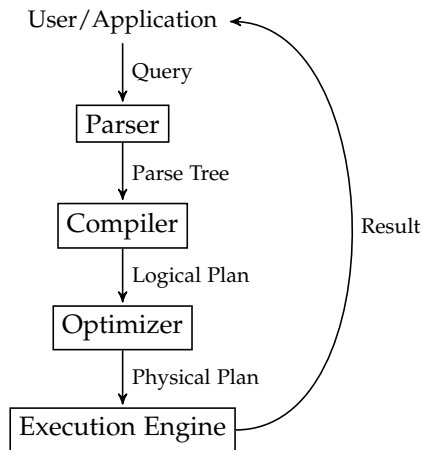 User/Application
Query
Parser
Parse Tree
Compiler
Result
Logical Plan
Optimizer
Physical Plan
Execution Engine